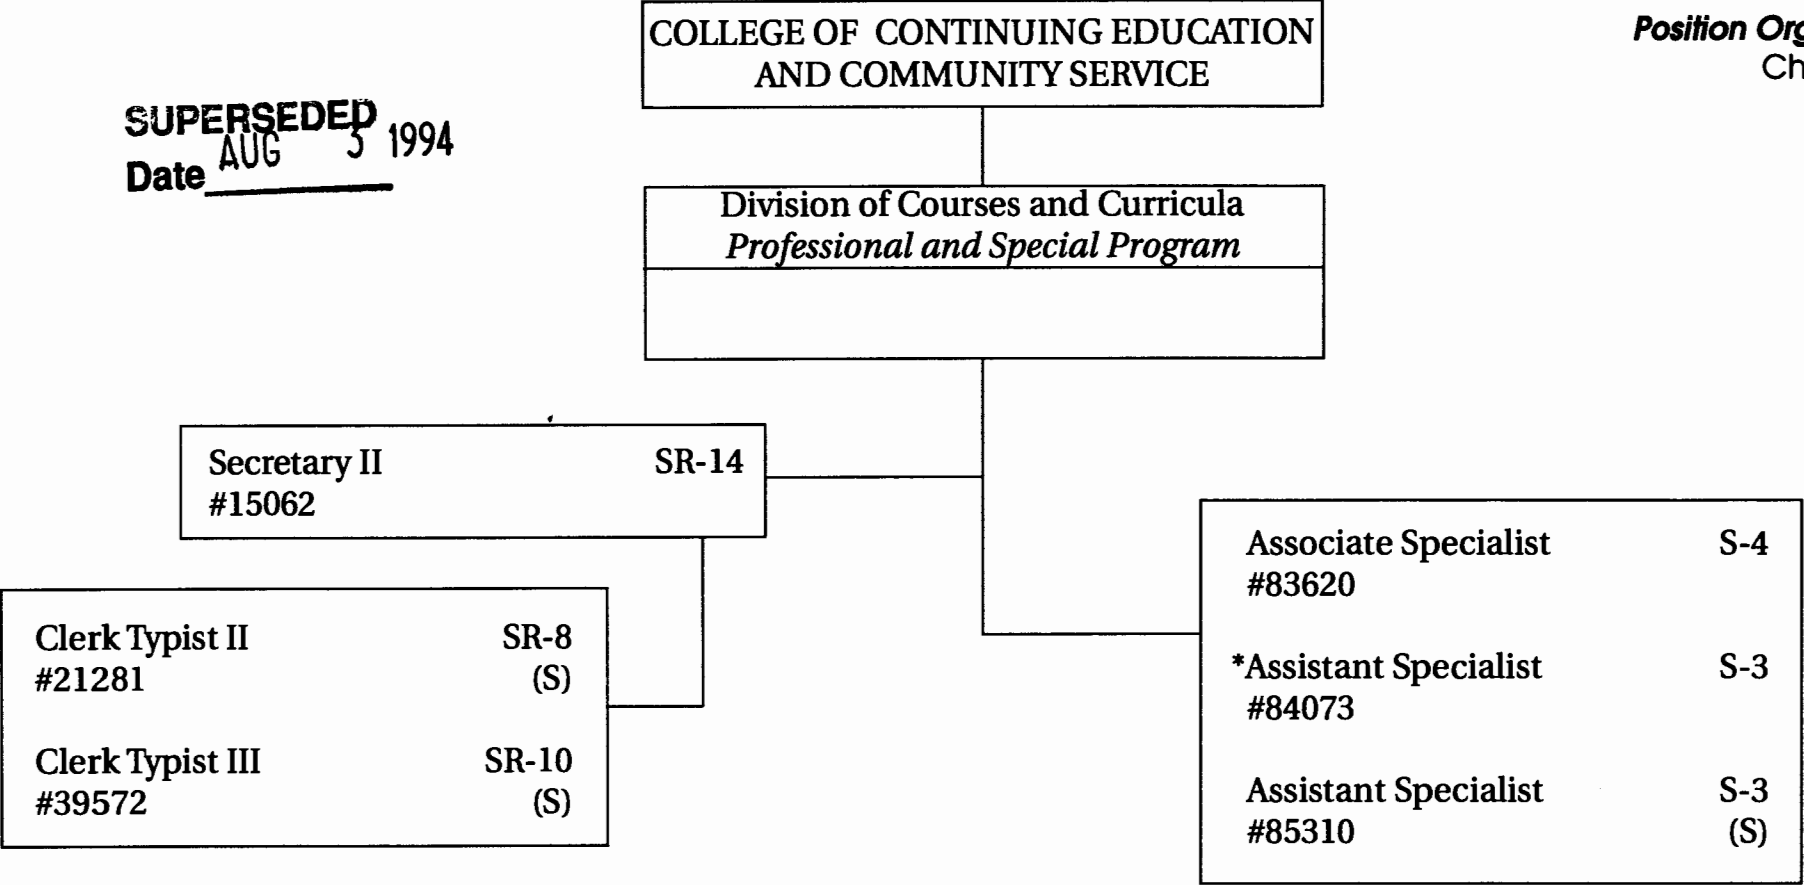 COLLEGE OF CONTINUING EDUCATION
AND COMMUNITY SERVICE
Position Org
Ch
SUPERSEDED
AUG 3 1994
Date
Division of Courses and Curricula
Professional and Special Program
Secretary II SR-14
#15062
Clerk Typist II SR-8
#21281 (S)
Clerk Typist III SR-10
#39572 (S)
Associate Specialist S-4
#83620
*Assistant Specialist S-3
#84073
Assistant Specialist S-3
#85310 (S)